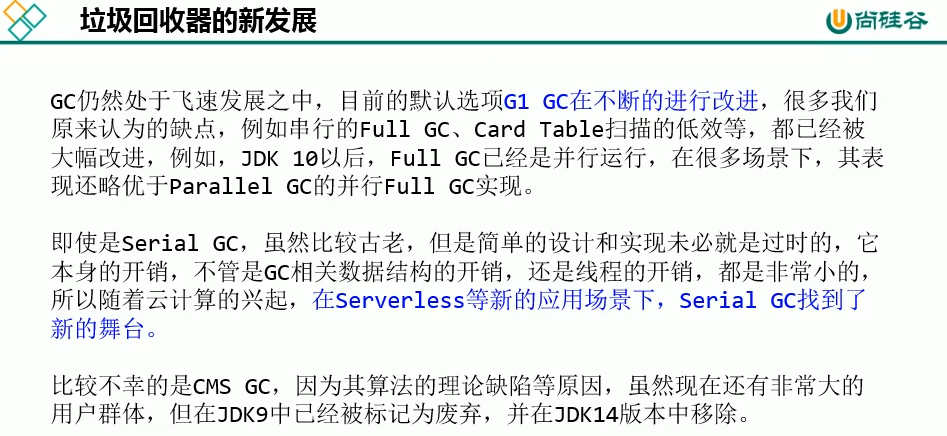 垃圾回收器的新发展
尚硅谷
GC仍然处于飞速发展之中，目前的默认选项G1 GC在不断的进行改进，很多我们
原来认为的缺点，例如串行的Full GC、Card Table扫描的低效等，都已经被
大幅改进，例如，JDK 10以后，Full GC已经是并行运行，在很多场景下，其表
现还略优于Parallel GC的并行Full GC实现。
即使是Serial GC，虽然比较古老，但是简单的设计和实现未必就是过时的，它
本身的开销，不管是GC相关数据结构的开销，还是线程的开销，都是非常小的，
所以随着云计算的兴起，在Serverless等新的应用场景下，Serial GC找到了
新的舞台。
比较不幸的是CMS GC，因为其算法的理论缺陷等原因，虽然现在还有非常大的
用户群体，但在JDK9中已经被标记为废弃，并在JDK14版本中移除。